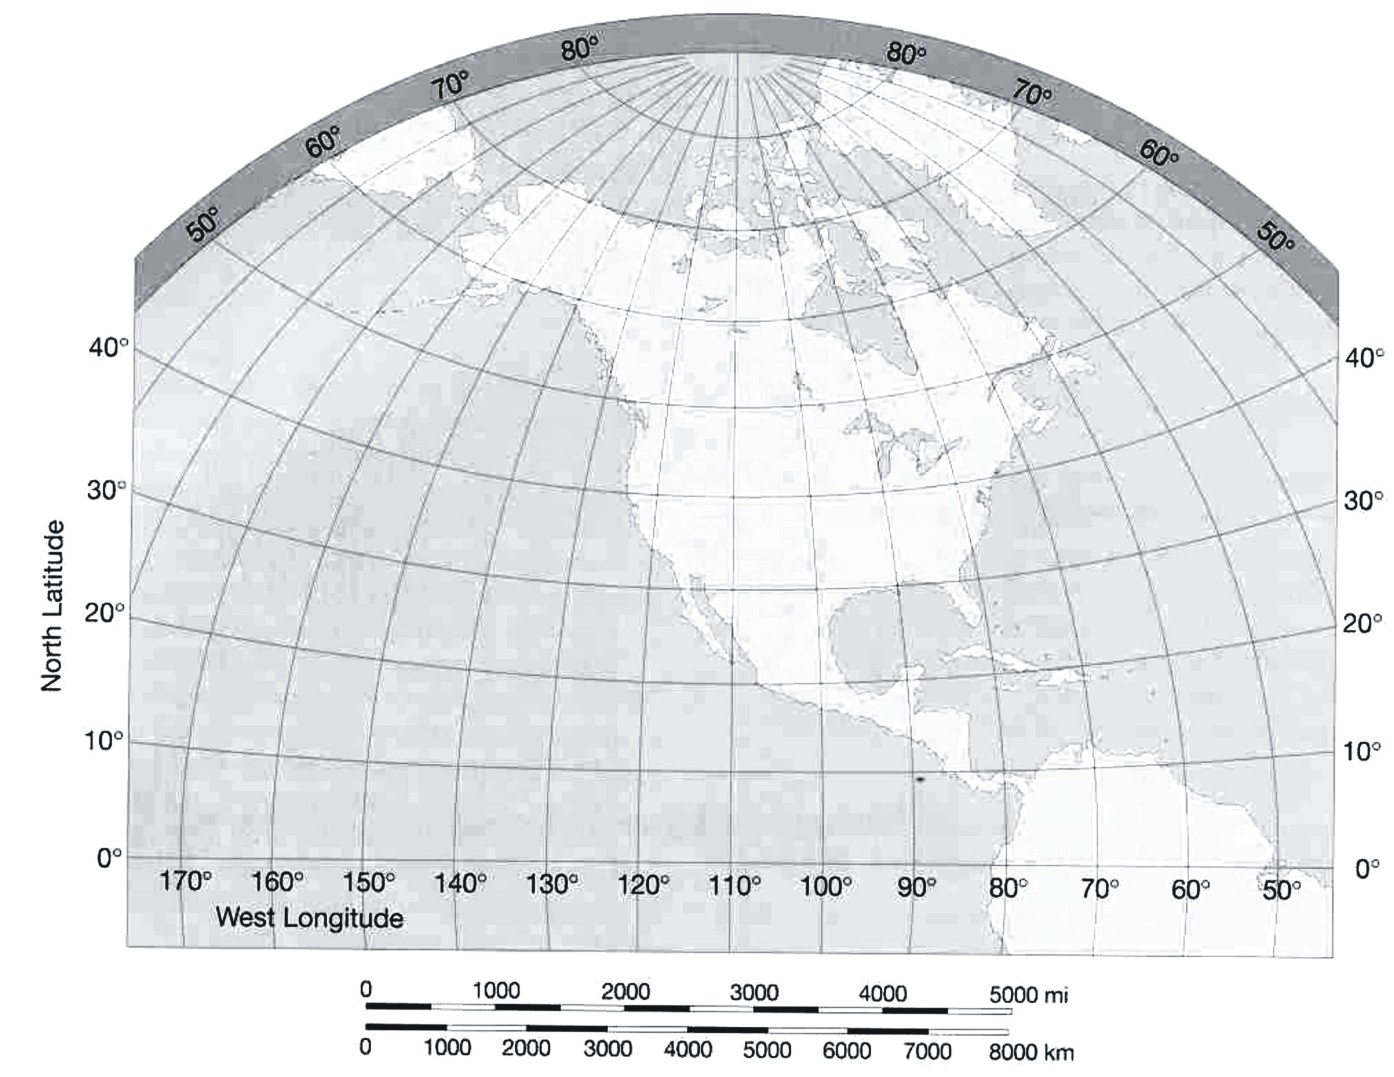 80° 80°
70° 70°
60° 60°
50° 50°
40° 40°
30° 30°
North Latitude
20° 20°
10° 10°
0° 0°
170° 160° 150° 140° 130° 120° 110° 100° 90° 80° 70° 60° 50°
West Longitude
0 1000 2000 3000 4000 5000 mi
0 1000 2000 3000 4000 5000 6000 7000 8000 km